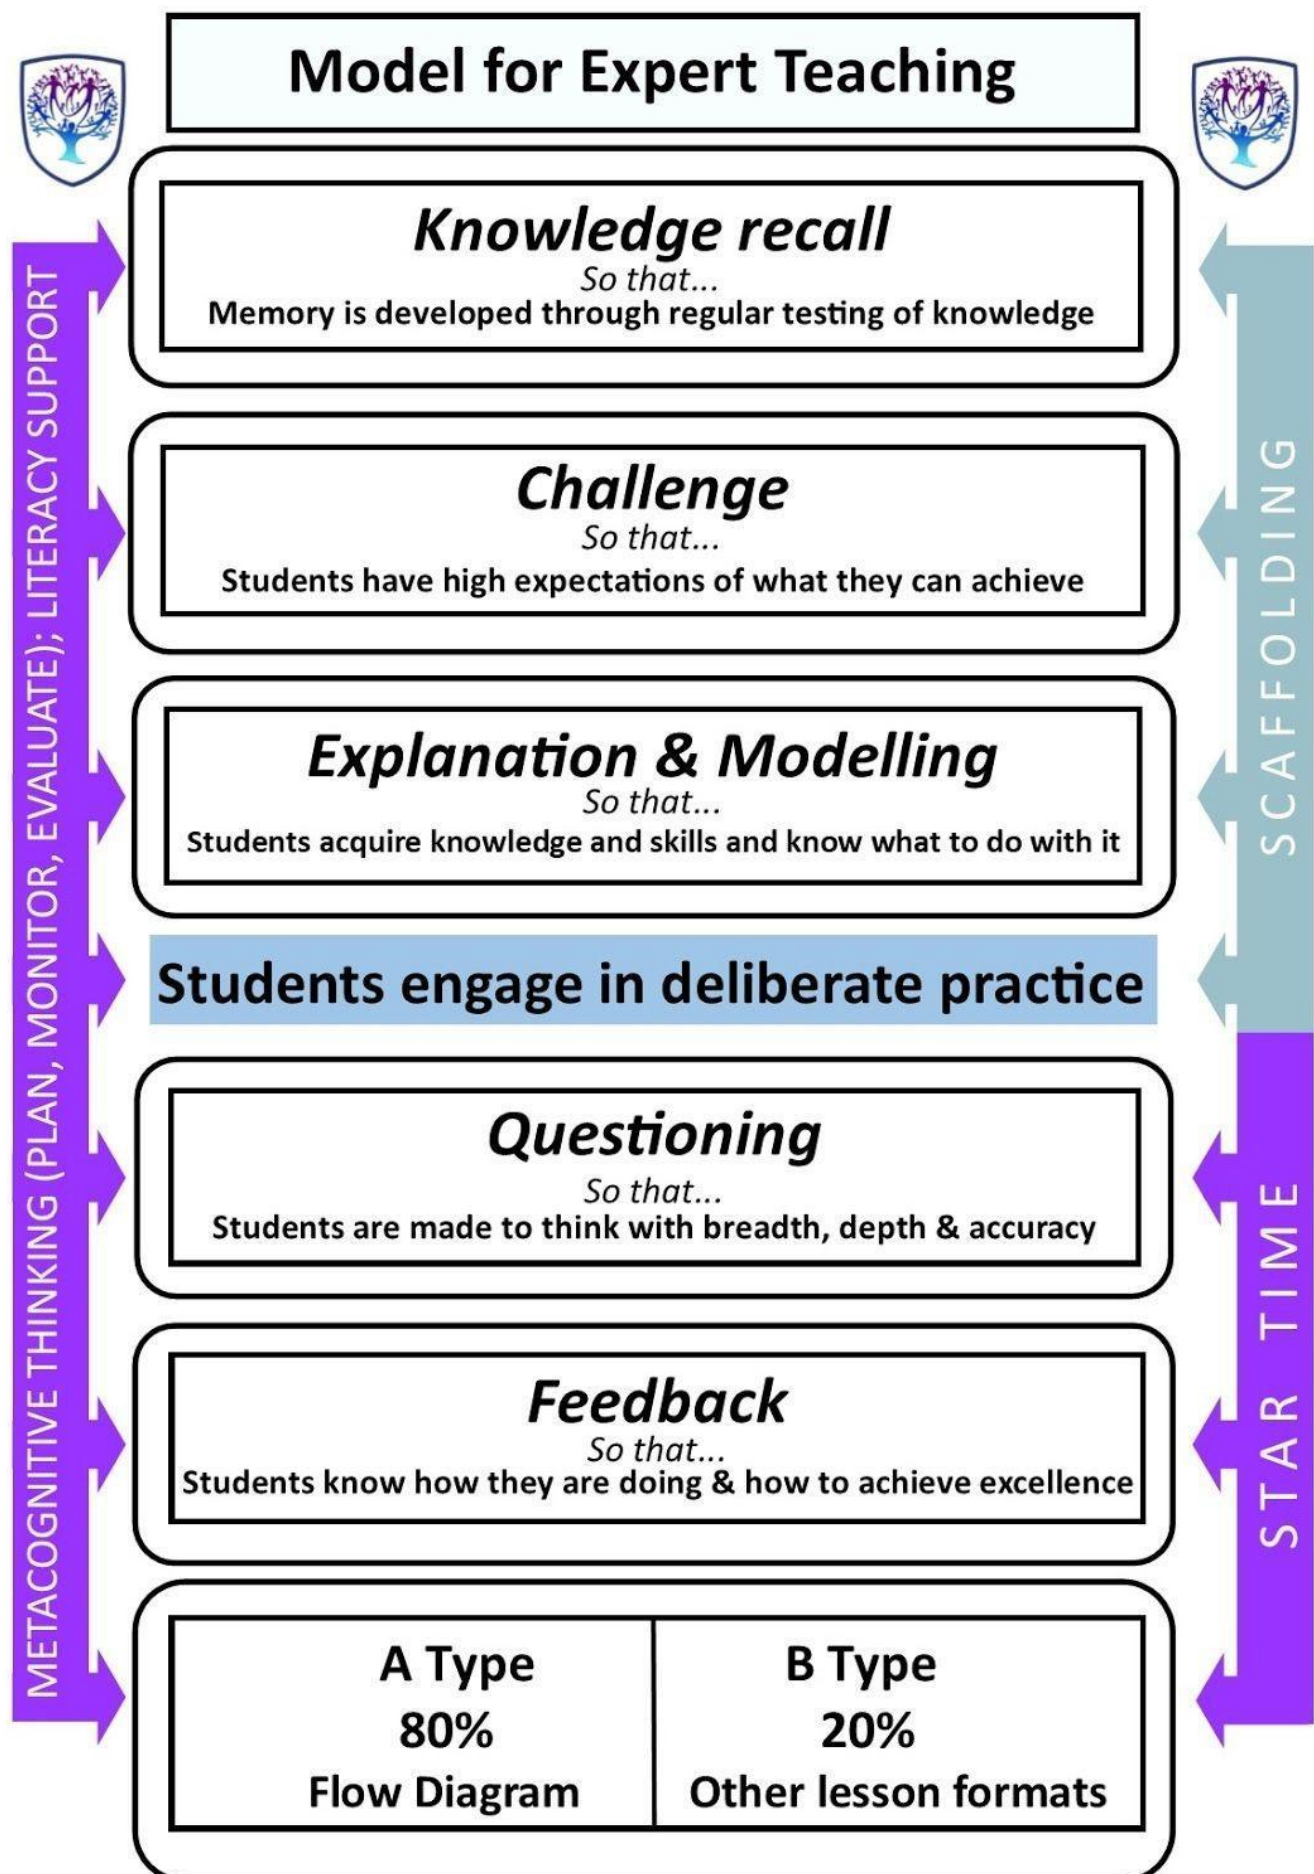 Model for Expert Teaching
Knowledge recall
So that...
Memory is developed through regular testing of knowledge
Challenge
So that...
Students have high expectations of what they can achieve
Explanation & Modelling
So that...
Students acquire knowledge and skills and know what to do with it
Students engage in deliberate practice
Questioning
So that...
Students are made to think with breadth, depth & accuracy
Feedback
So that...
Students know how they are doing & how to achieve excellence
A Type
80%
Flow Diagram
B Type
20%
Other lesson formats
METACOGNITIVE THINKING (PLAN, MONITOR, EVALUATE); LITERACY SUPPORT
SCAFFOLDING
STAR TIME